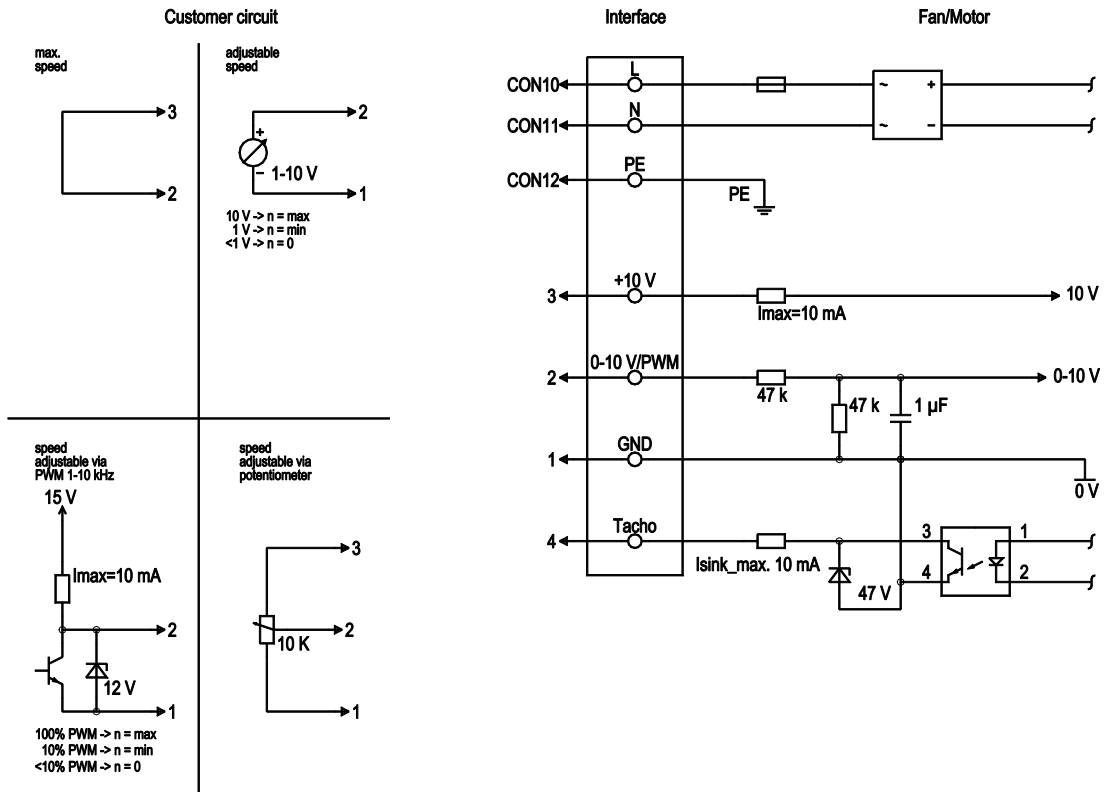 Customer circuit
Interface
Fan/Motor
max.
speed
3
2
adjustable
speed
2
+
–
1-10 V
1
10 V -> n = max
1 V -> n = min
<1 V -> n = 0
speed
adjustable via
PWM 1-10 kHz
15 V
Imax=10 mA
2
12 V
1
100% PWM -> n = max
10% PWM -> n = min
<10% PWM -> n = 0
speed
adjustable via
potentiometer
3
2
10 K
1
CON10
L
~
+
CON11
N
~
–
CON12
PE
PE
3
+10 V
10 V
Imax=10 mA
2
0-10 V/PWM
0-10 V
47 k
47 k
1 µF
1
GND
0 V
4
Tacho
3
1
Isink_max. 10 mA
4
2
47 V